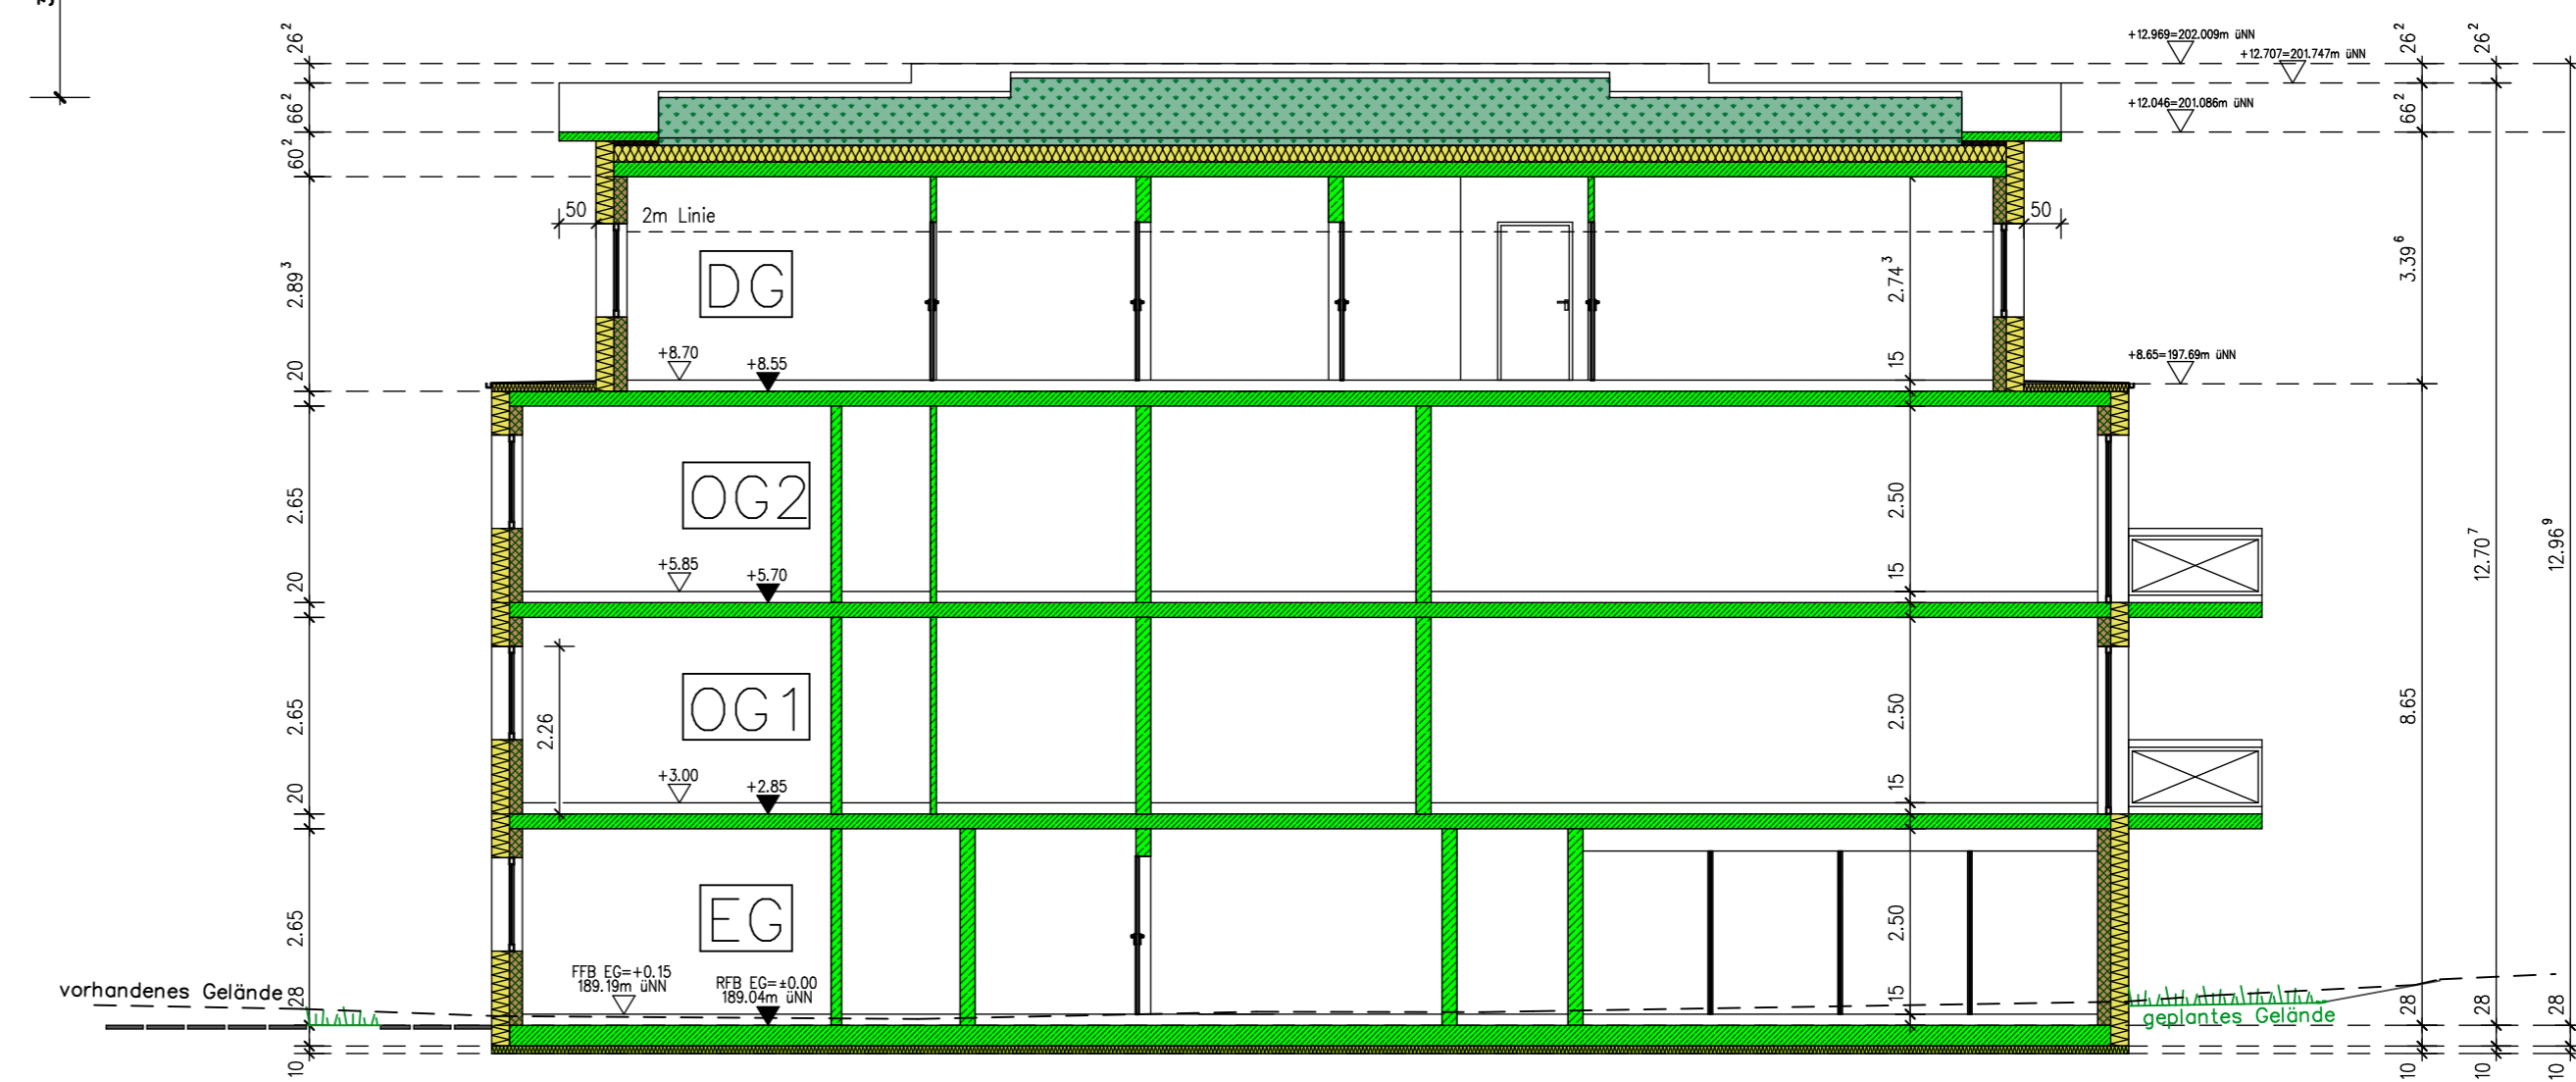 26²
66²
60²
2.89³
20
2.65
20
2.65
20
2.65
28
10
50
2m Linie
DG
+8.70
+8.55
2.74³
15
50
OG2
+5.85
+5.70
2.50
15
OG1
2.26
+3.00
+2.85
2.50
15
EG
FFB EG=+0.15
189.19m üNN
RFB EG=±0.00
189.04m üNN
2.50
15
vorhandenes Gelände
geplantes Gelände
+12.969=202.009m üNN
+12.707=201.747m üNN
+12.046=201.086m üNN
+8.65=197.69m üNN
26²
66²
3.39⁶
8.65
28
10
26²
12.70⁷
28
10
12.96⁹
28
10